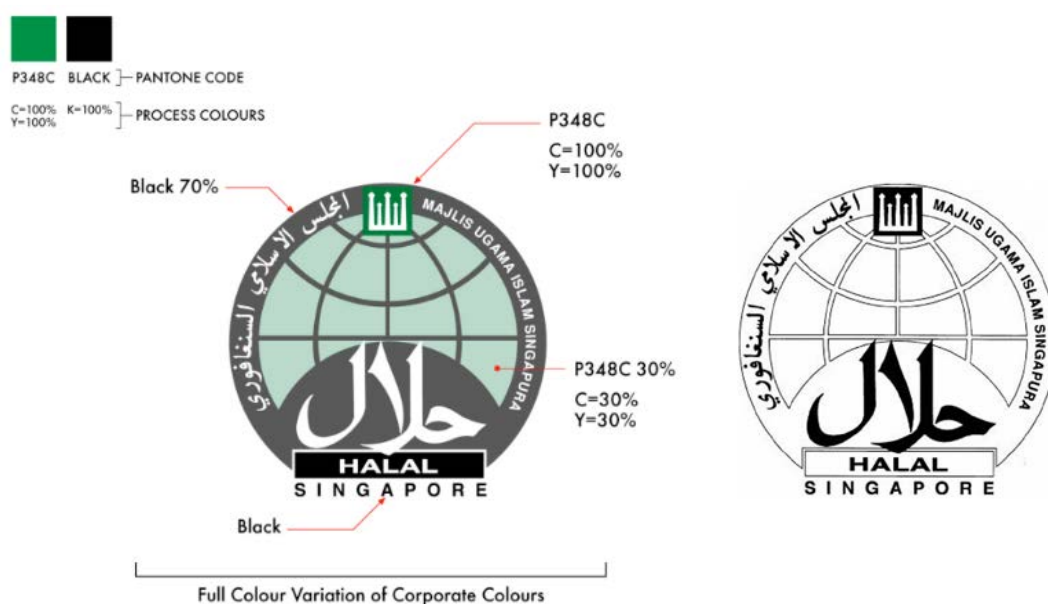 P348C BLACK PANTONE CODE
C=100% K=100% PROCESS COLOURS
Y=100%
P348C
C=100%
Y=100%
Black 70%
المجلس الاسلامي السنغافوري
MAJLIS UGAMA ISLAM SINGAPURA
P348C 30%
C=30%
Y=30%
حلال
HALAL
SINGAPORE
Black
Full Colour Variation of Corporate Colours
المجلس الاسلامي السنغافوري
MAJLIS UGAMA ISLAM SINGAPURA
حلال
HALAL
SINGAPORE